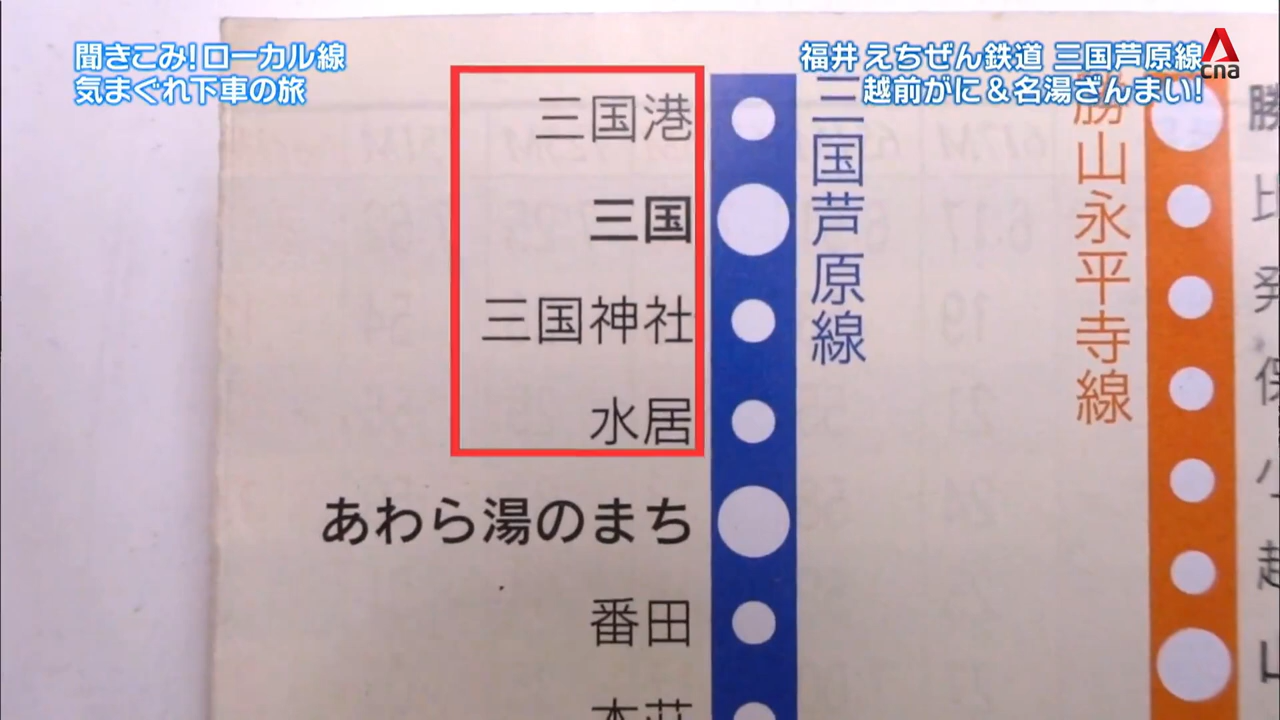 聞きこみ!ローカル線
気まぐれ下車の旅
福井 えちぜん鉄道 三国芦原線
越前がに&名湯ざんまい!
cna
三国港
三国
三国神社
水居
あわら湯のまち
番田
本荘
三国芦原線
勝山永平寺線